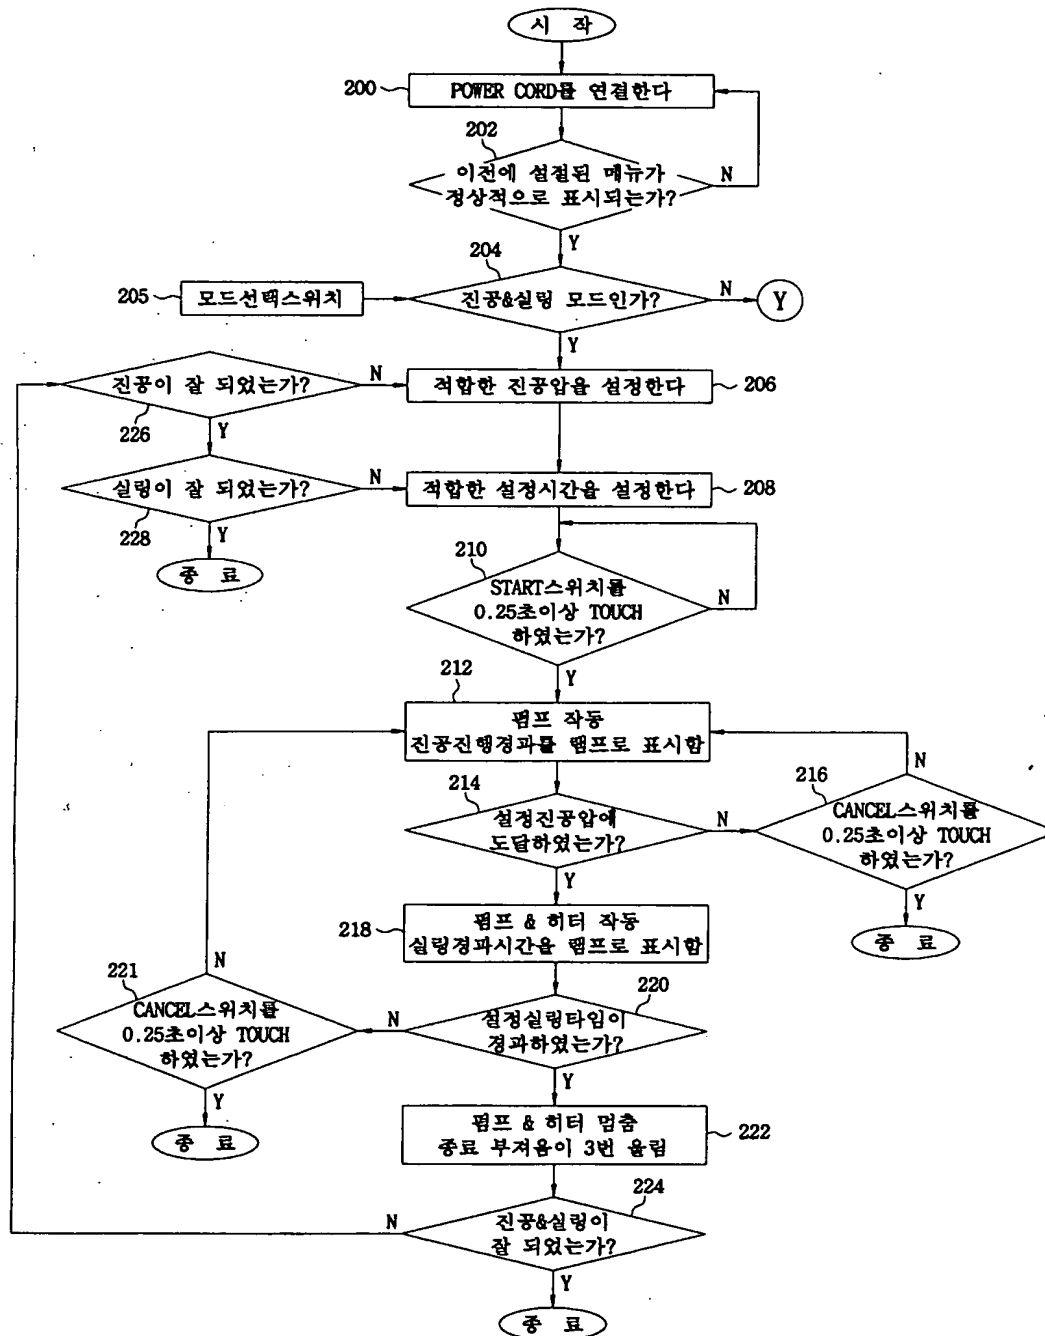 시 작
200
POWER CORD를 연결한다
202
이전에 설절된 메뉴가
정상적으로 표시되는가?
N
Y
204
205
모드선택스위치
진공&실링 모드인가?
N
Y
Y
진공이 잘 되었는가?
N
적합한 진공압을 설정한다
206
226
Y
실링이 잘 되었는가?
N
적합한 설정시간을 설정한다
208
228
Y
종 료
210
START스위치를
0.25초이상 TOUCH
하였는가?
N
Y
212
펌프 작동
진공진행경과를 램프로 표시함
N
214
216
설정진공압에
도달하였는가?
N
CANCEL스위치를
0.25초이상 TOUCH
하였는가?
Y
Y
218
펌프 & 히터 작동
실링경과시간을 램프로 표시함
종 료
N
221
220
CANCEL스위치를
0.25초이상 TOUCH
하였는가?
N
설정실링타임이
경과하였는가?
Y
Y
종 료
펌프 & 히터 멈춤
종료 부져음이 3번 울림
222
224
N
진공&실링이
잘 되었는가?
Y
종 료